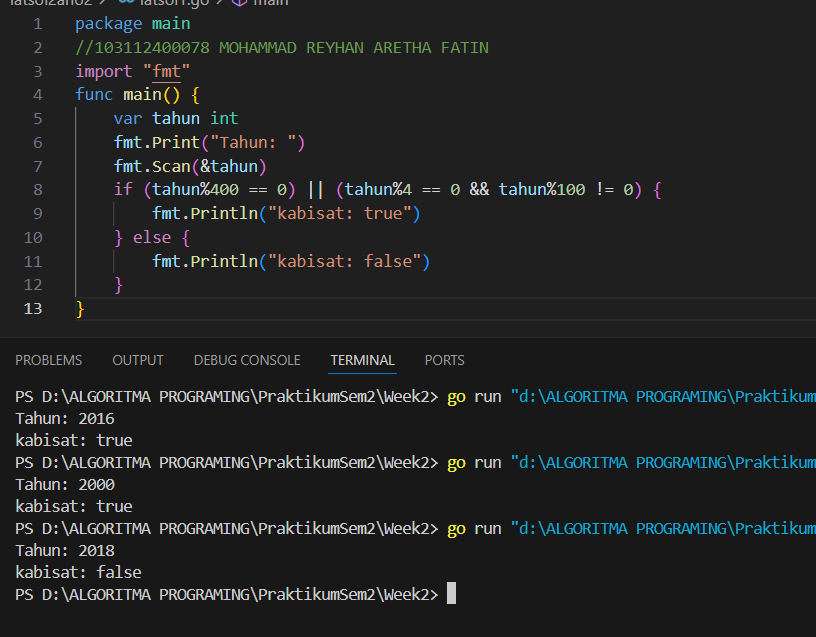 latsol2ano2 > latsol1.go > main
1 package main
2 //103112400078 MOHAMMAD REYHAN ARETHA FATIN
3 import "fmt"
4 func main() {
5 var tahun int
6 fmt.Print("Tahun: ")
7 fmt.Scan(&tahun)
8 if (tahun%400 == 0) || (tahun%4 == 0 && tahun%100 != 0) {
9 fmt.Println("kabisat: true")
10 } else {
11 fmt.Println("kabisat: false")
12 }
13 }
PROBLEMS OUTPUT DEBUG CONSOLE TERMINAL PORTS
PS D:\ALGORITMA PROGRAMING\PraktikumSem2\Week2> go run "d:\ALGORITMA PROGRAMING\Praktikum
Tahun: 2016
kabisat: true
PS D:\ALGORITMA PROGRAMING\PraktikumSem2\Week2> go run "d:\ALGORITMA PROGRAMING\Praktikum
Tahun: 2000
kabisat: true
PS D:\ALGORITMA PROGRAMING\PraktikumSem2\Week2> go run "d:\ALGORITMA PROGRAMING\Praktikum
Tahun: 2018
kabisat: false
PS D:\ALGORITMA PROGRAMING\PraktikumSem2\Week2>